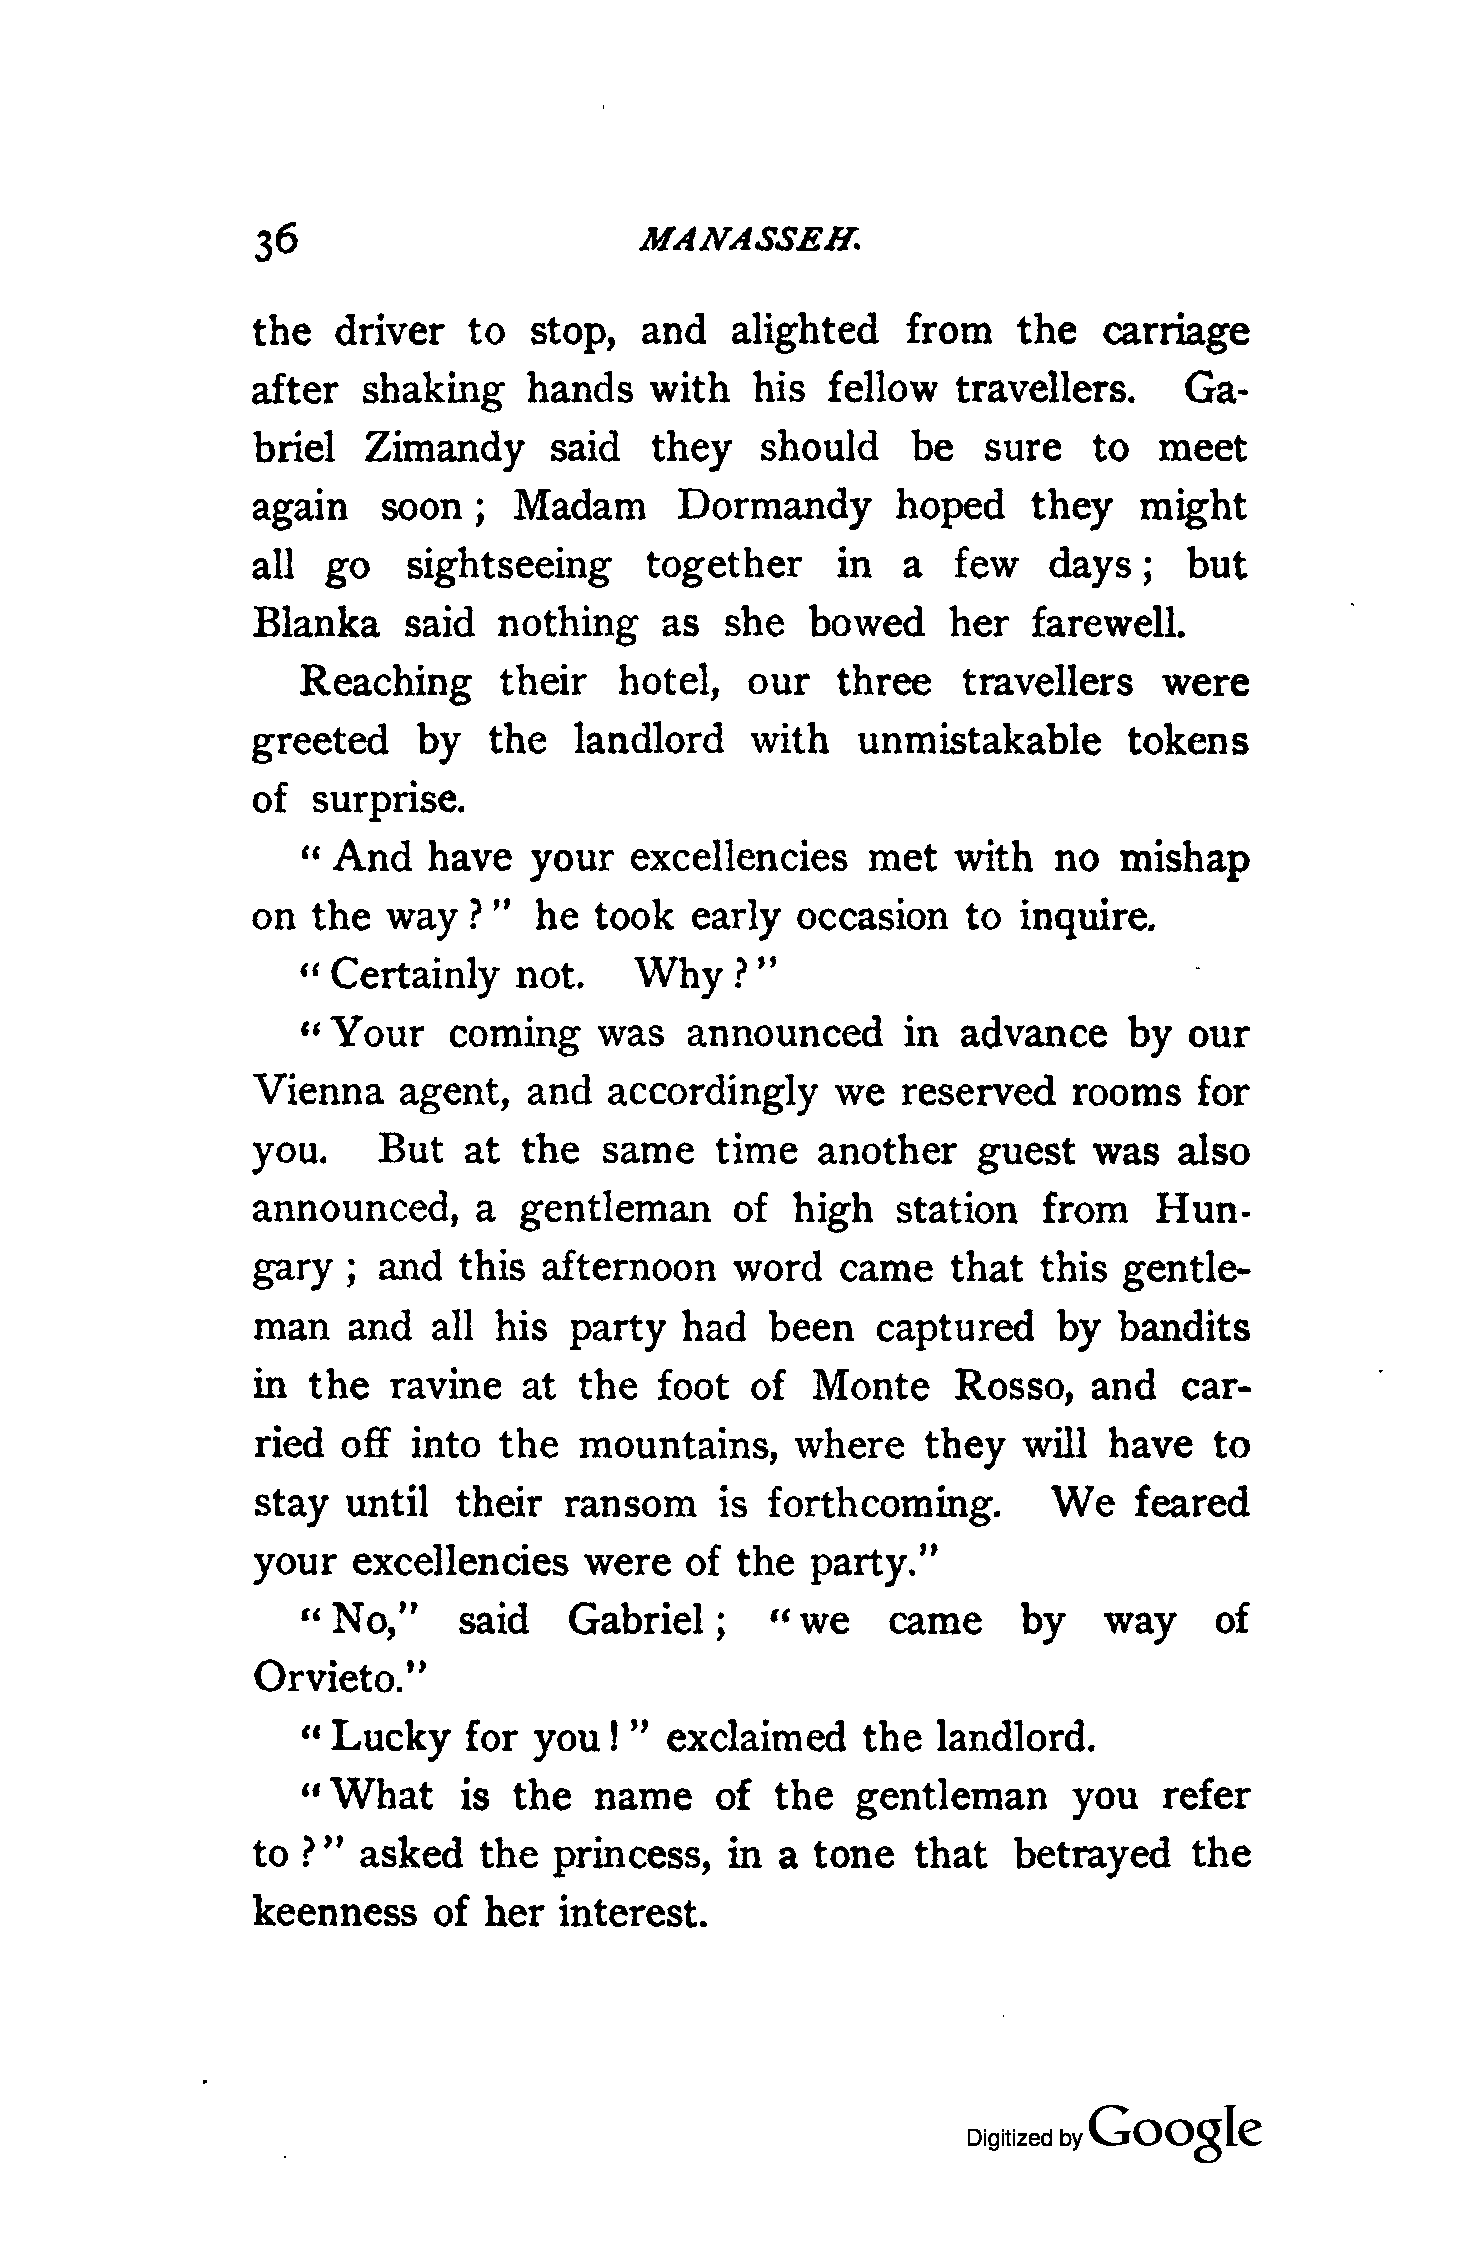 36 MANASSEH.
the driver to stop, and alighted from the carriage
after shaking hands with his fellow travellers. Ga-
briel Zimandy said they should be sure to meet
again soon ; Madam Dormandy hoped they might
all go sightseeing together in a few days ; but
Blanka said nothing as she bowed her farewell.
Reaching their hotel, our three travellers were
greeted by the landlord with unmistakable tokens
of surprise.
" And have your excellencies met with no mishap
on the way ? " he took early occasion to inquire.
" Certainly not. Why ? "
" Your coming was announced in advance by our
Vienna agent, and accordingly we reserved rooms for
you. But at the same time another guest was also
announced, a gentleman of high station from Hun-
gary ; and this afternoon word came that this gentle-
man and all his party had been captured by bandits
in the ravine at the foot of Monte Rosso, and car-
ried off into the mountains, where they will have to
stay until their ransom is forthcoming. We feared
your excellencies were of the party."
" No," said Gabriel ; " we came by way of
Orvieto."
" Lucky for you ! " exclaimed the landlord.
" What is the name of the gentleman you refer
to ? " asked the princess, in a tone that betrayed the
keenness of her interest.
Digitized by Google